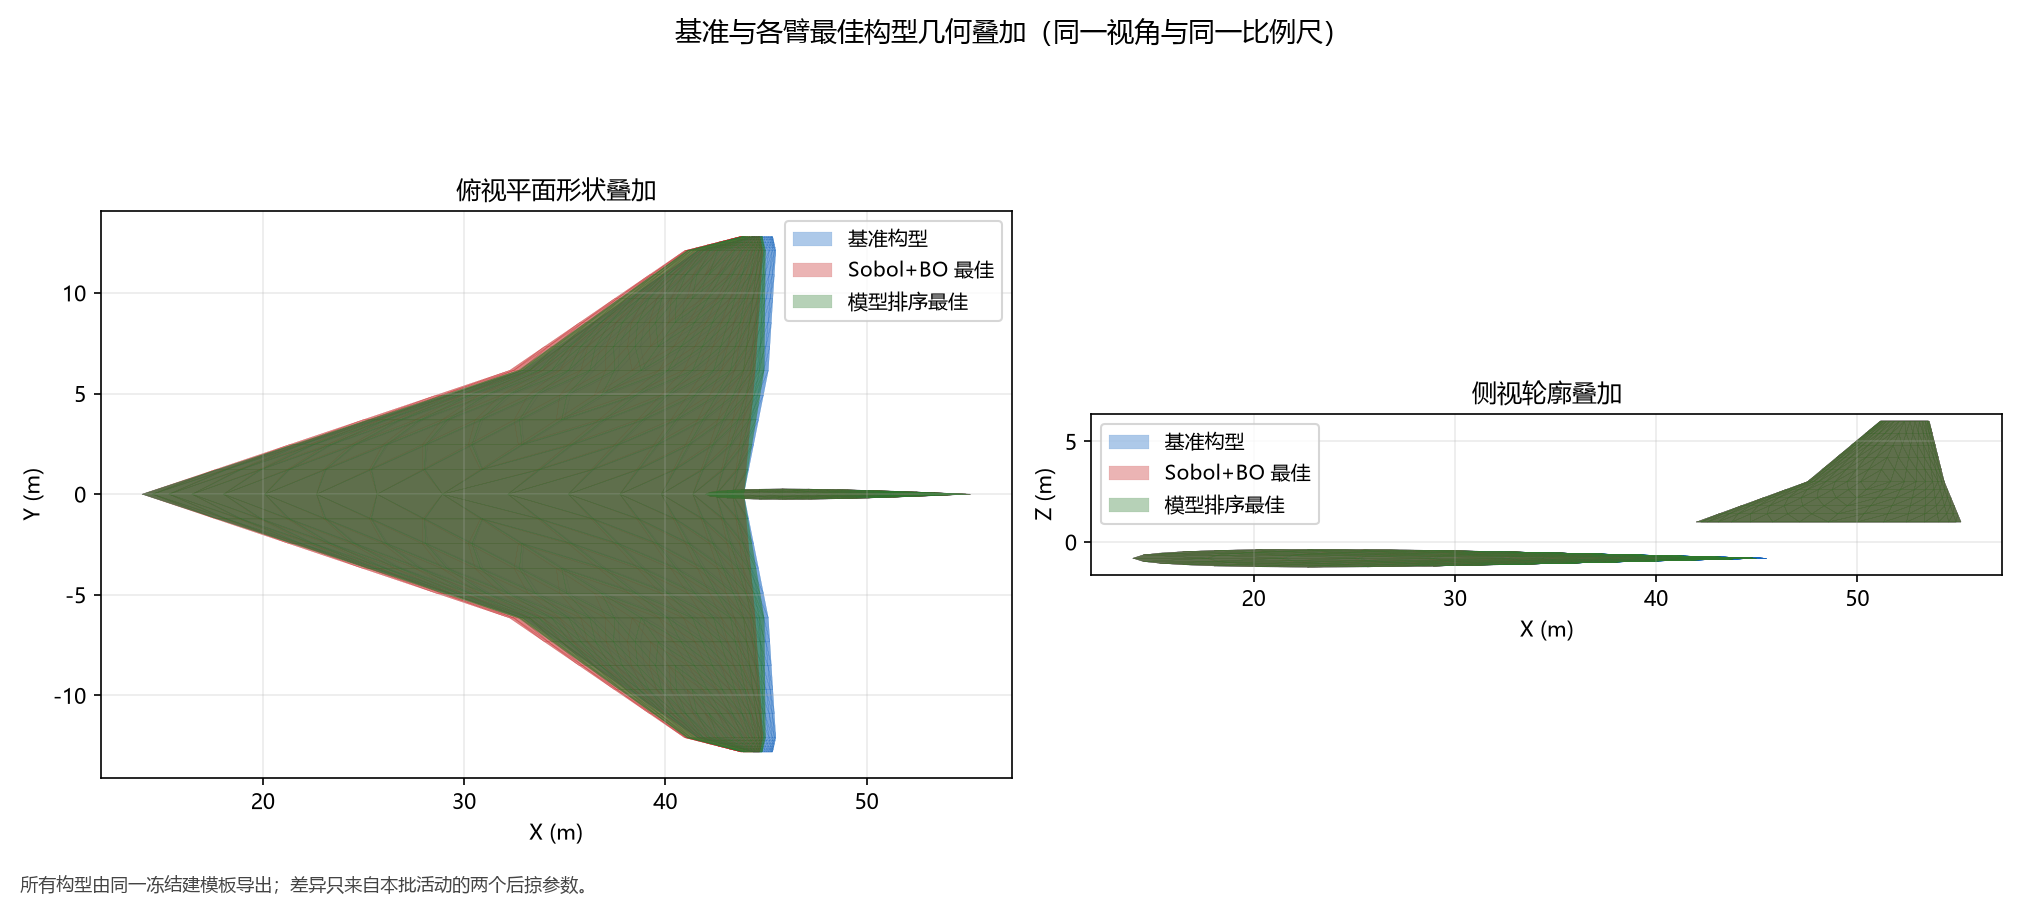 基准与各臂最佳构型几何叠加（同一视角与同一比例尺）
俯视平面形状叠加
基准构型
Sobol+BO 最佳
模型排序最佳
10
5
0
-5
-10
Y (m)
20
30
40
50
X (m)
侧视轮廓叠加
基准构型
Sobol+BO 最佳
模型排序最佳
5
0
Z (m)
20
30
40
50
X (m)
所有构型由同一冻结建模板导出；差异只来自本批活动的两个后掠参数。